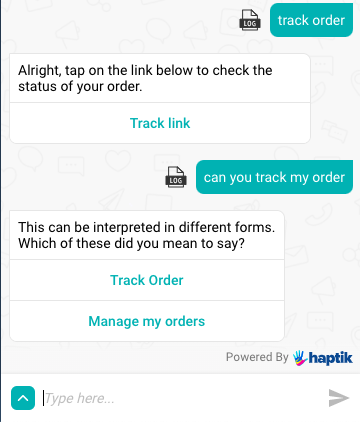 track order
LOG
Alright, tap on the link below to check the
status of your order.
Track link
can you track my order
LOG
This can be interpreted in different forms.
Which of these did you mean to say?
Track Order
Manage my orders
Powered By haptik
Type here...